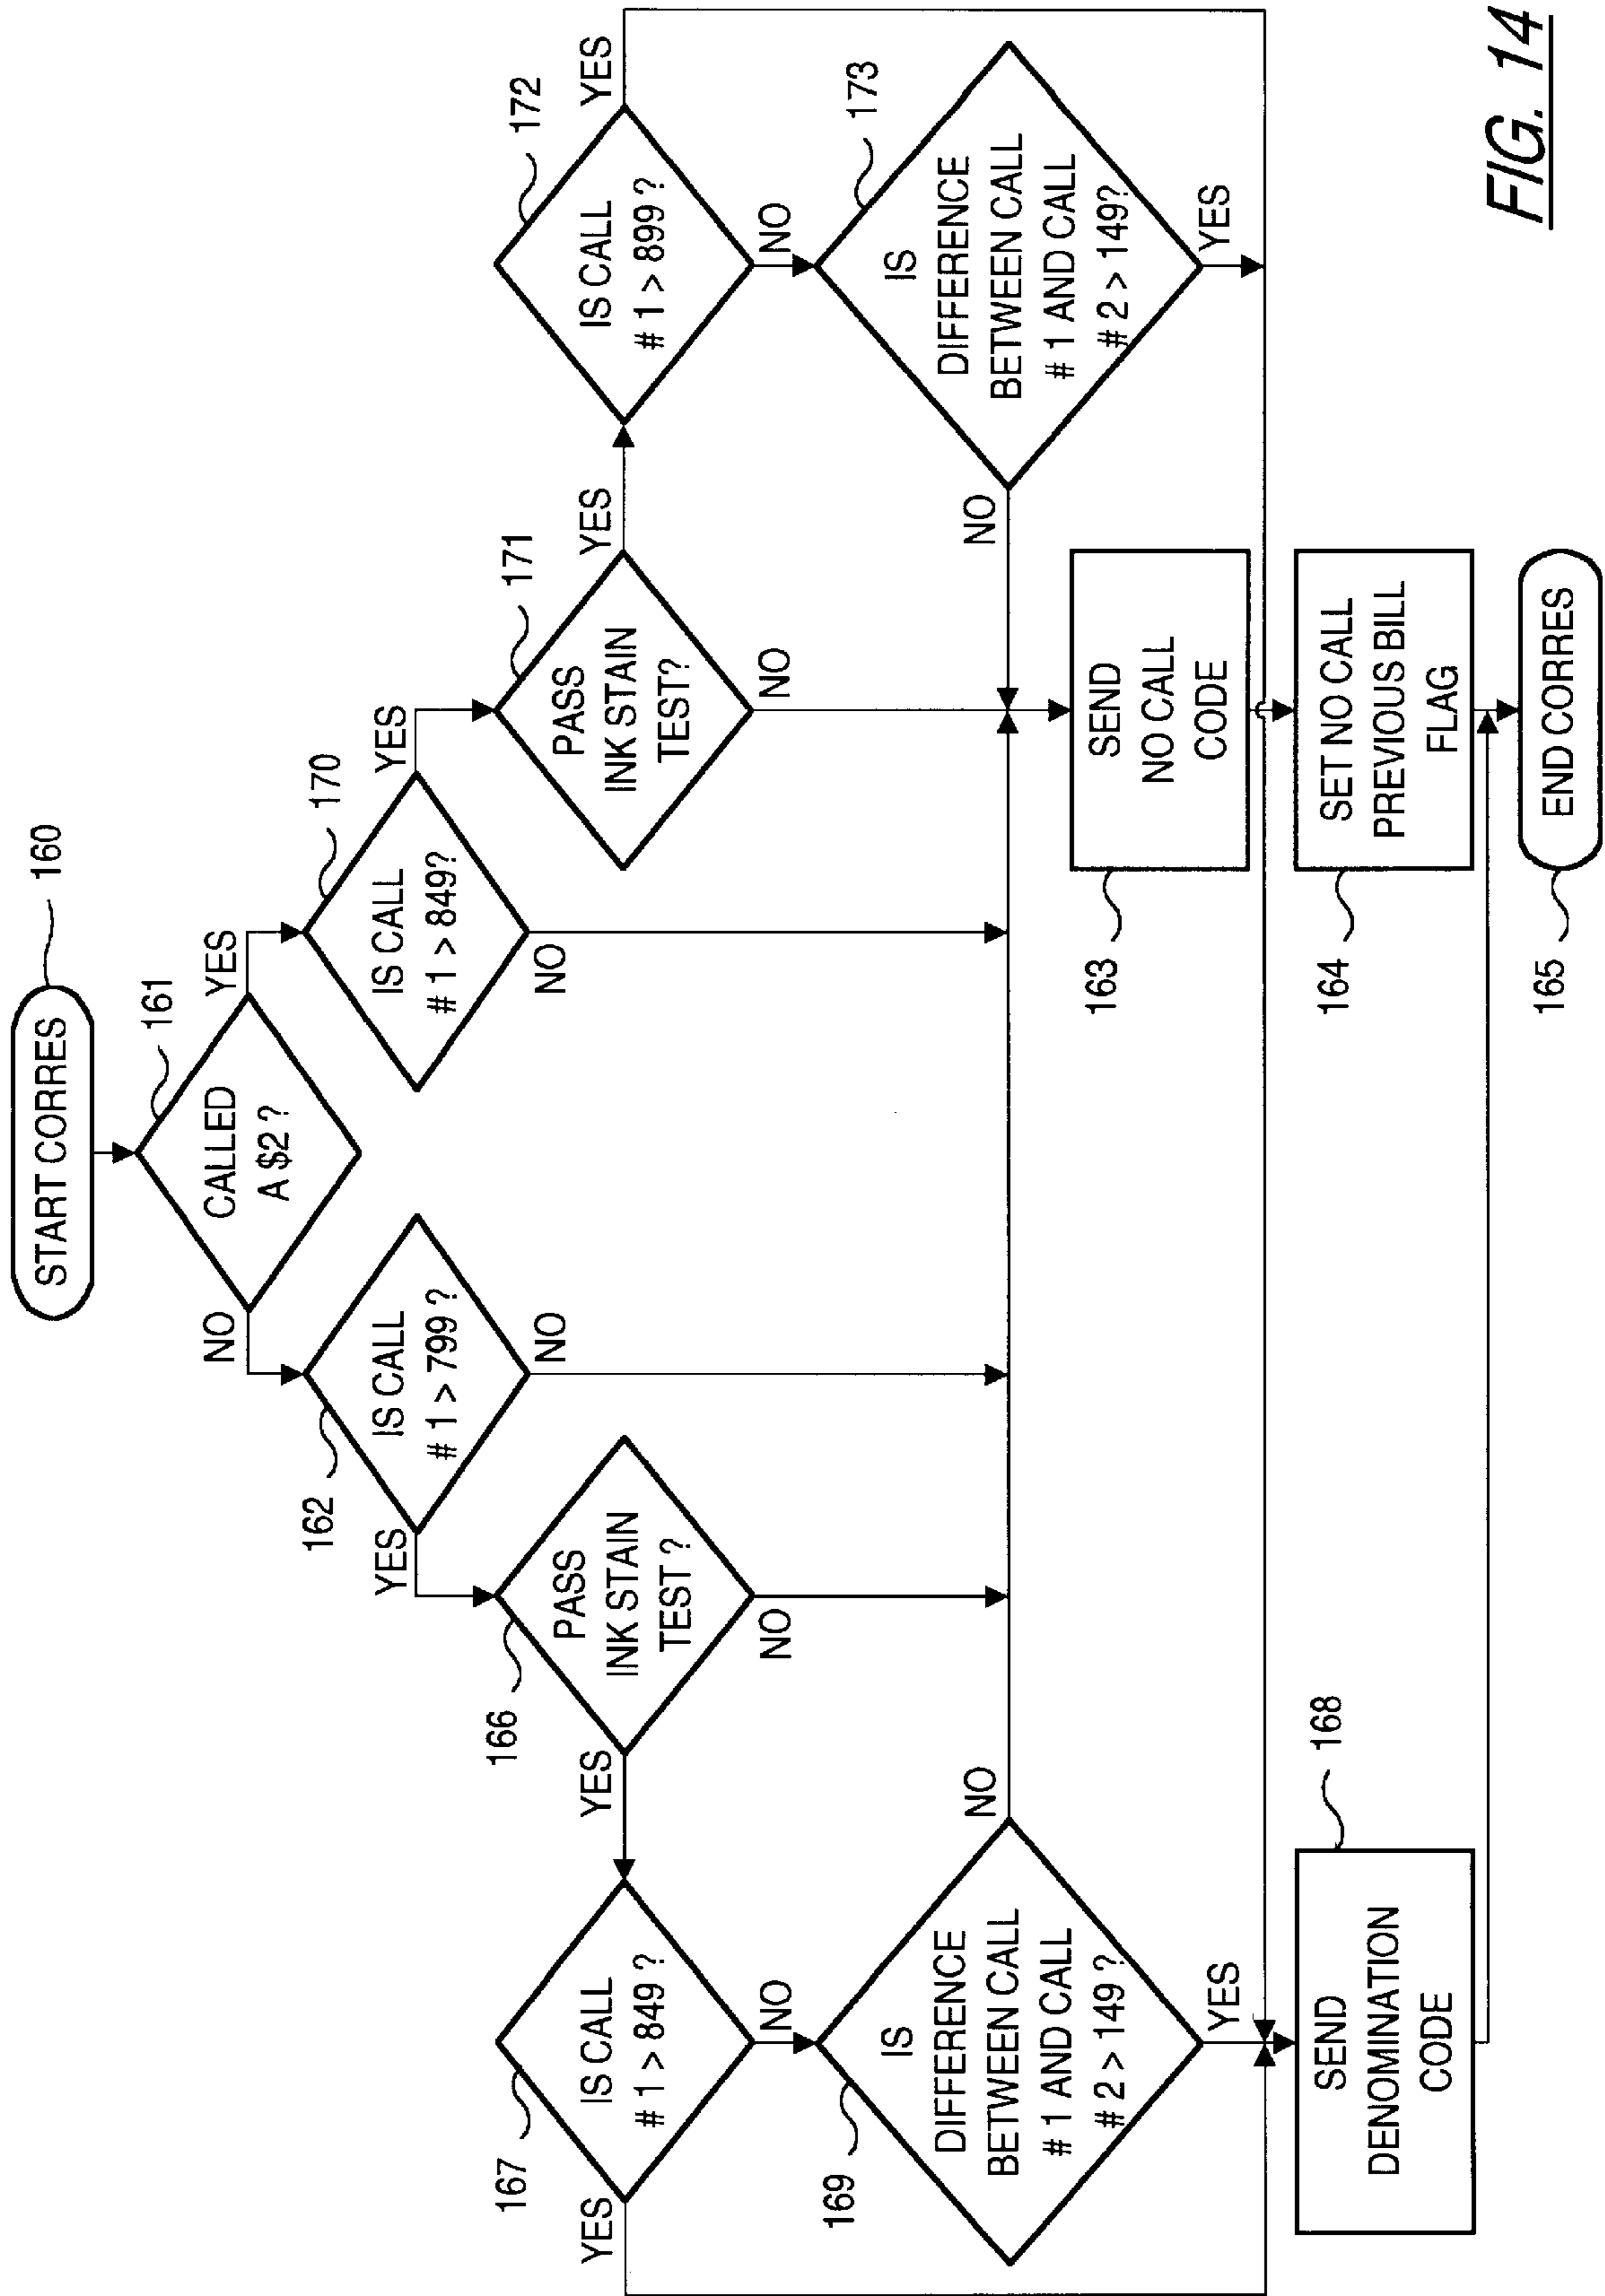 START CORRES
160
CALLED
A $2 ?
161
NO
YES
IS CALL
# 1 > 799 ?
162
YES
NO
IS CALL
# 1 > 849?
170
YES
NO
PASS
INK STAIN
TEST ?
166
YES
NO
PASS
INK STAIN
TEST?
171
YES
NO
IS CALL
# 1 > 849 ?
167
YES
NO
IS CALL
# 1 > 899 ?
172
YES
NO
IS
DIFFERENCE
BETWEEN CALL
# 1 AND CALL
# 2 > 149 ?
169
NO
YES
IS
DIFFERENCE
BETWEEN CALL
# 1 AND CALL
# 2 > 149?
173
NO
YES
SEND
NO CALL
CODE
163
SEND
DENOMINATION
CODE
168
SET NO CALL
PREVIOUS BILL
FLAG
164
END CORRES
165
FIG. 14